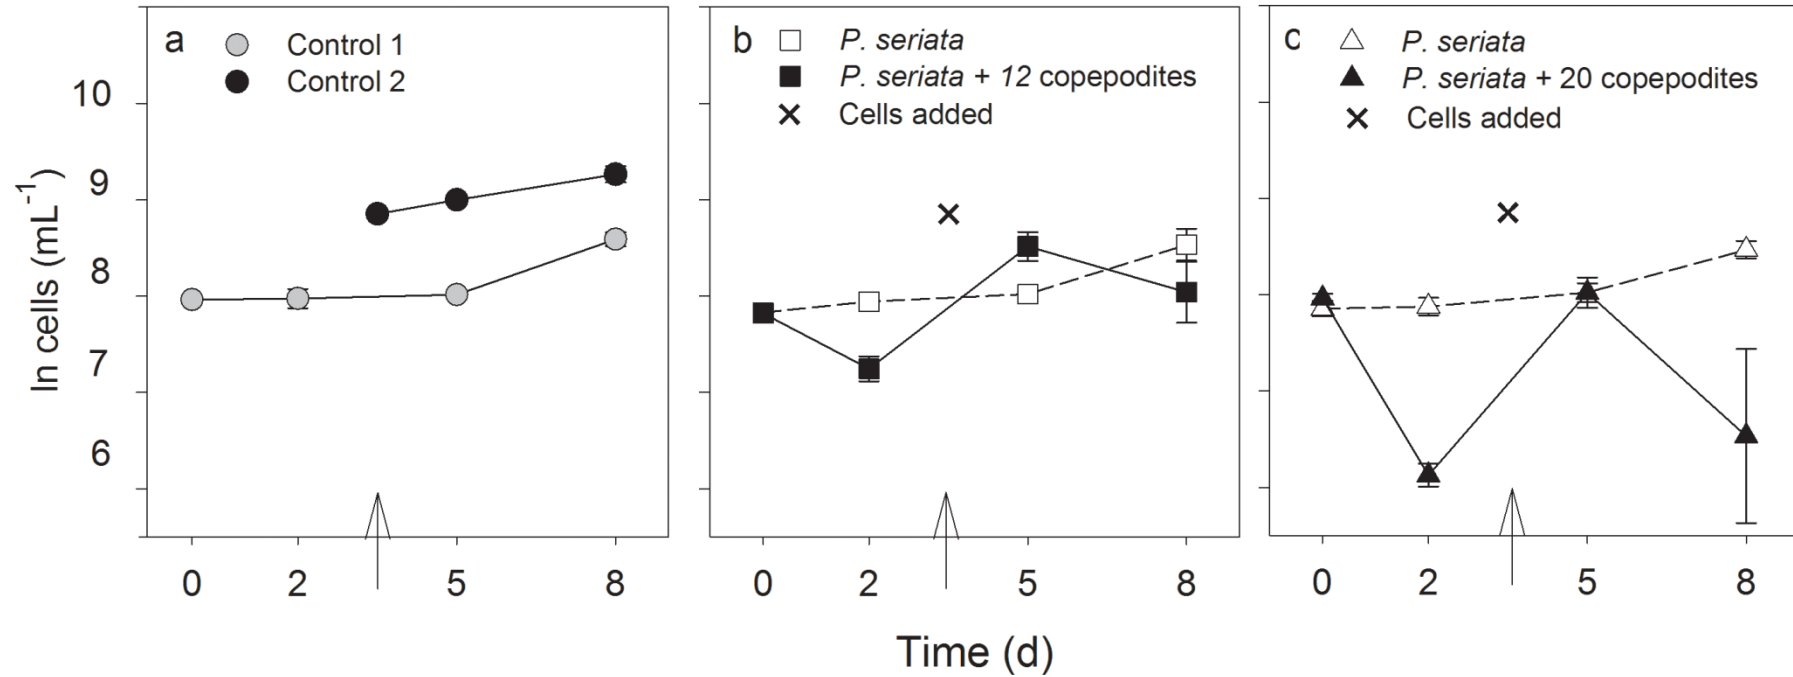 a
Control 1
Control 2
b
P. seriata
P. seriata + 12 copepodites
Cells added
c
P. seriata
P. seriata + 20 copepodites
Cells added
ln cells (mL-1)
10
9
8
7
6
0 2 5 8
0 2 5 8
0 2 5 8
Time (d)